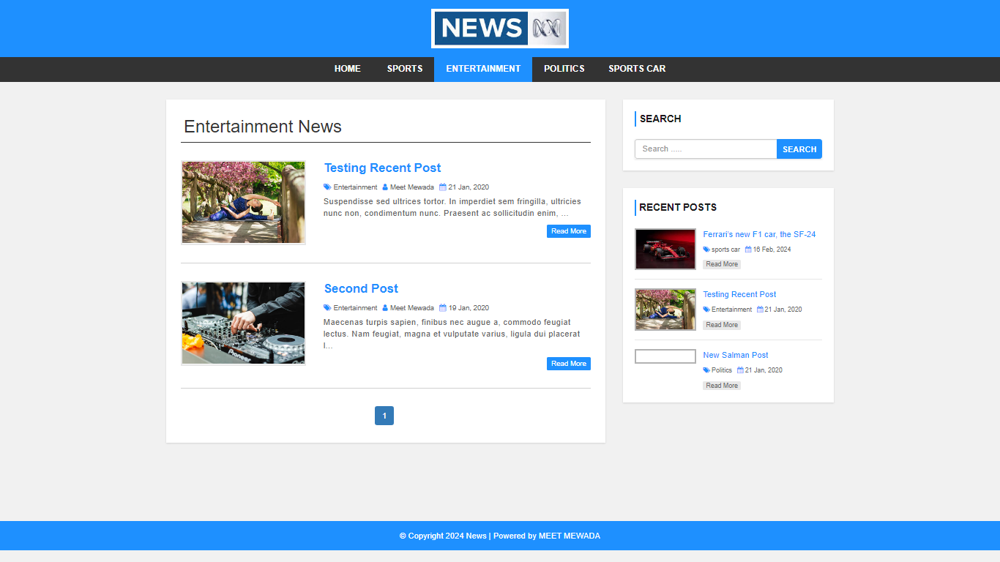 NEWS
HOME SPORTS ENTERTAINMENT POLITICS SPORTS CAR
Entertainment News
Testing Recent Post
Entertainment Meet Mewada 21 Jan, 2020
Suspendisse sed ultrices tortor. In imperdiet sem fringilla, ultricies
nunc non, condimentum nunc. Praesent ac sollicitudin enim, ...
Read More
Second Post
Entertainment Meet Mewada 19 Jan, 2020
Maecenas turpis sapien, finibus nec augue a, commodo feugiat
lectus. Nam feugiat, magna et vulputate varius, ligula dui placerat
l...
Read More
Pioneer
1
SEARCH
Search .....
SEARCH
RECENT POSTS
Ferrari's new F1 car, the SF-24
sports car 16 Feb, 2024
Read More
Testing Recent Post
Entertainment 21 Jan, 2020
Read More
New Salman Post
Politics 21 Jan, 2020
Read More
© Copyright 2024 News | Powered by MEET MEWADA